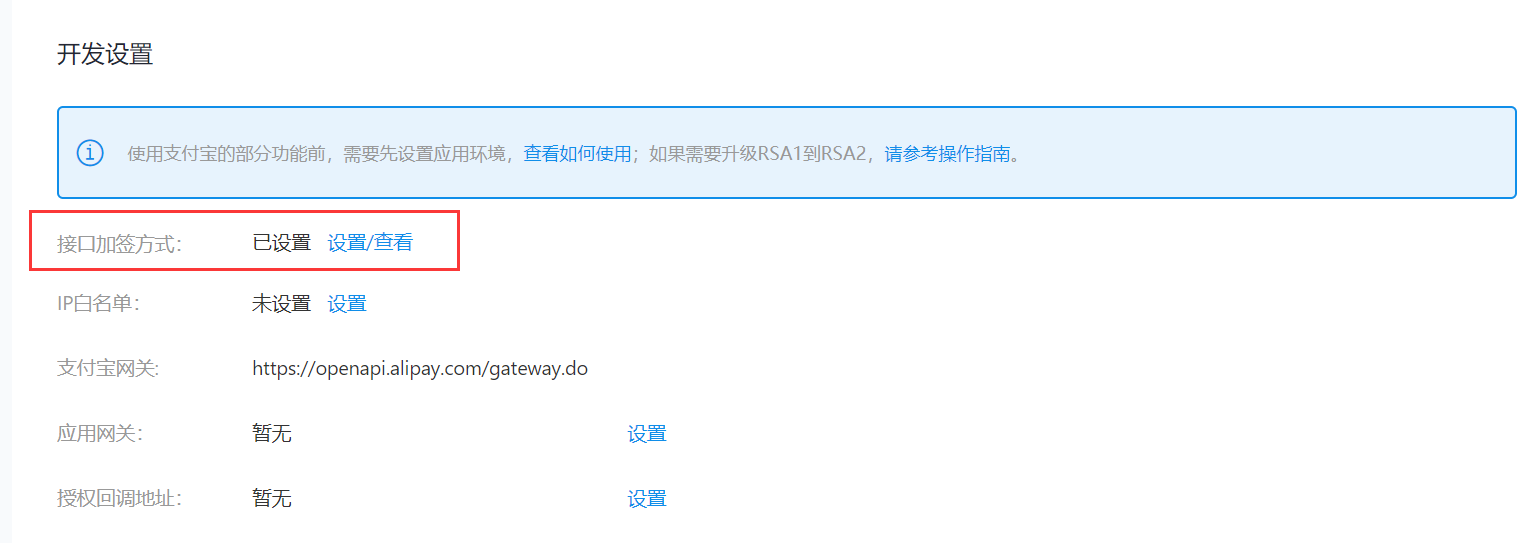 开发设置
使用支付宝的部分功能前，需要先设置应用环境，查看如何使用；如果需要升级RSA1到RSA2，请参考操作指南。
接口加签方式： 已设置 设置/查看
IP白名单： 未设置 设置
支付宝网关: https://openapi.alipay.com/gateway.do
应用网关： 暂无 设置
授权回调地址： 暂无 设置